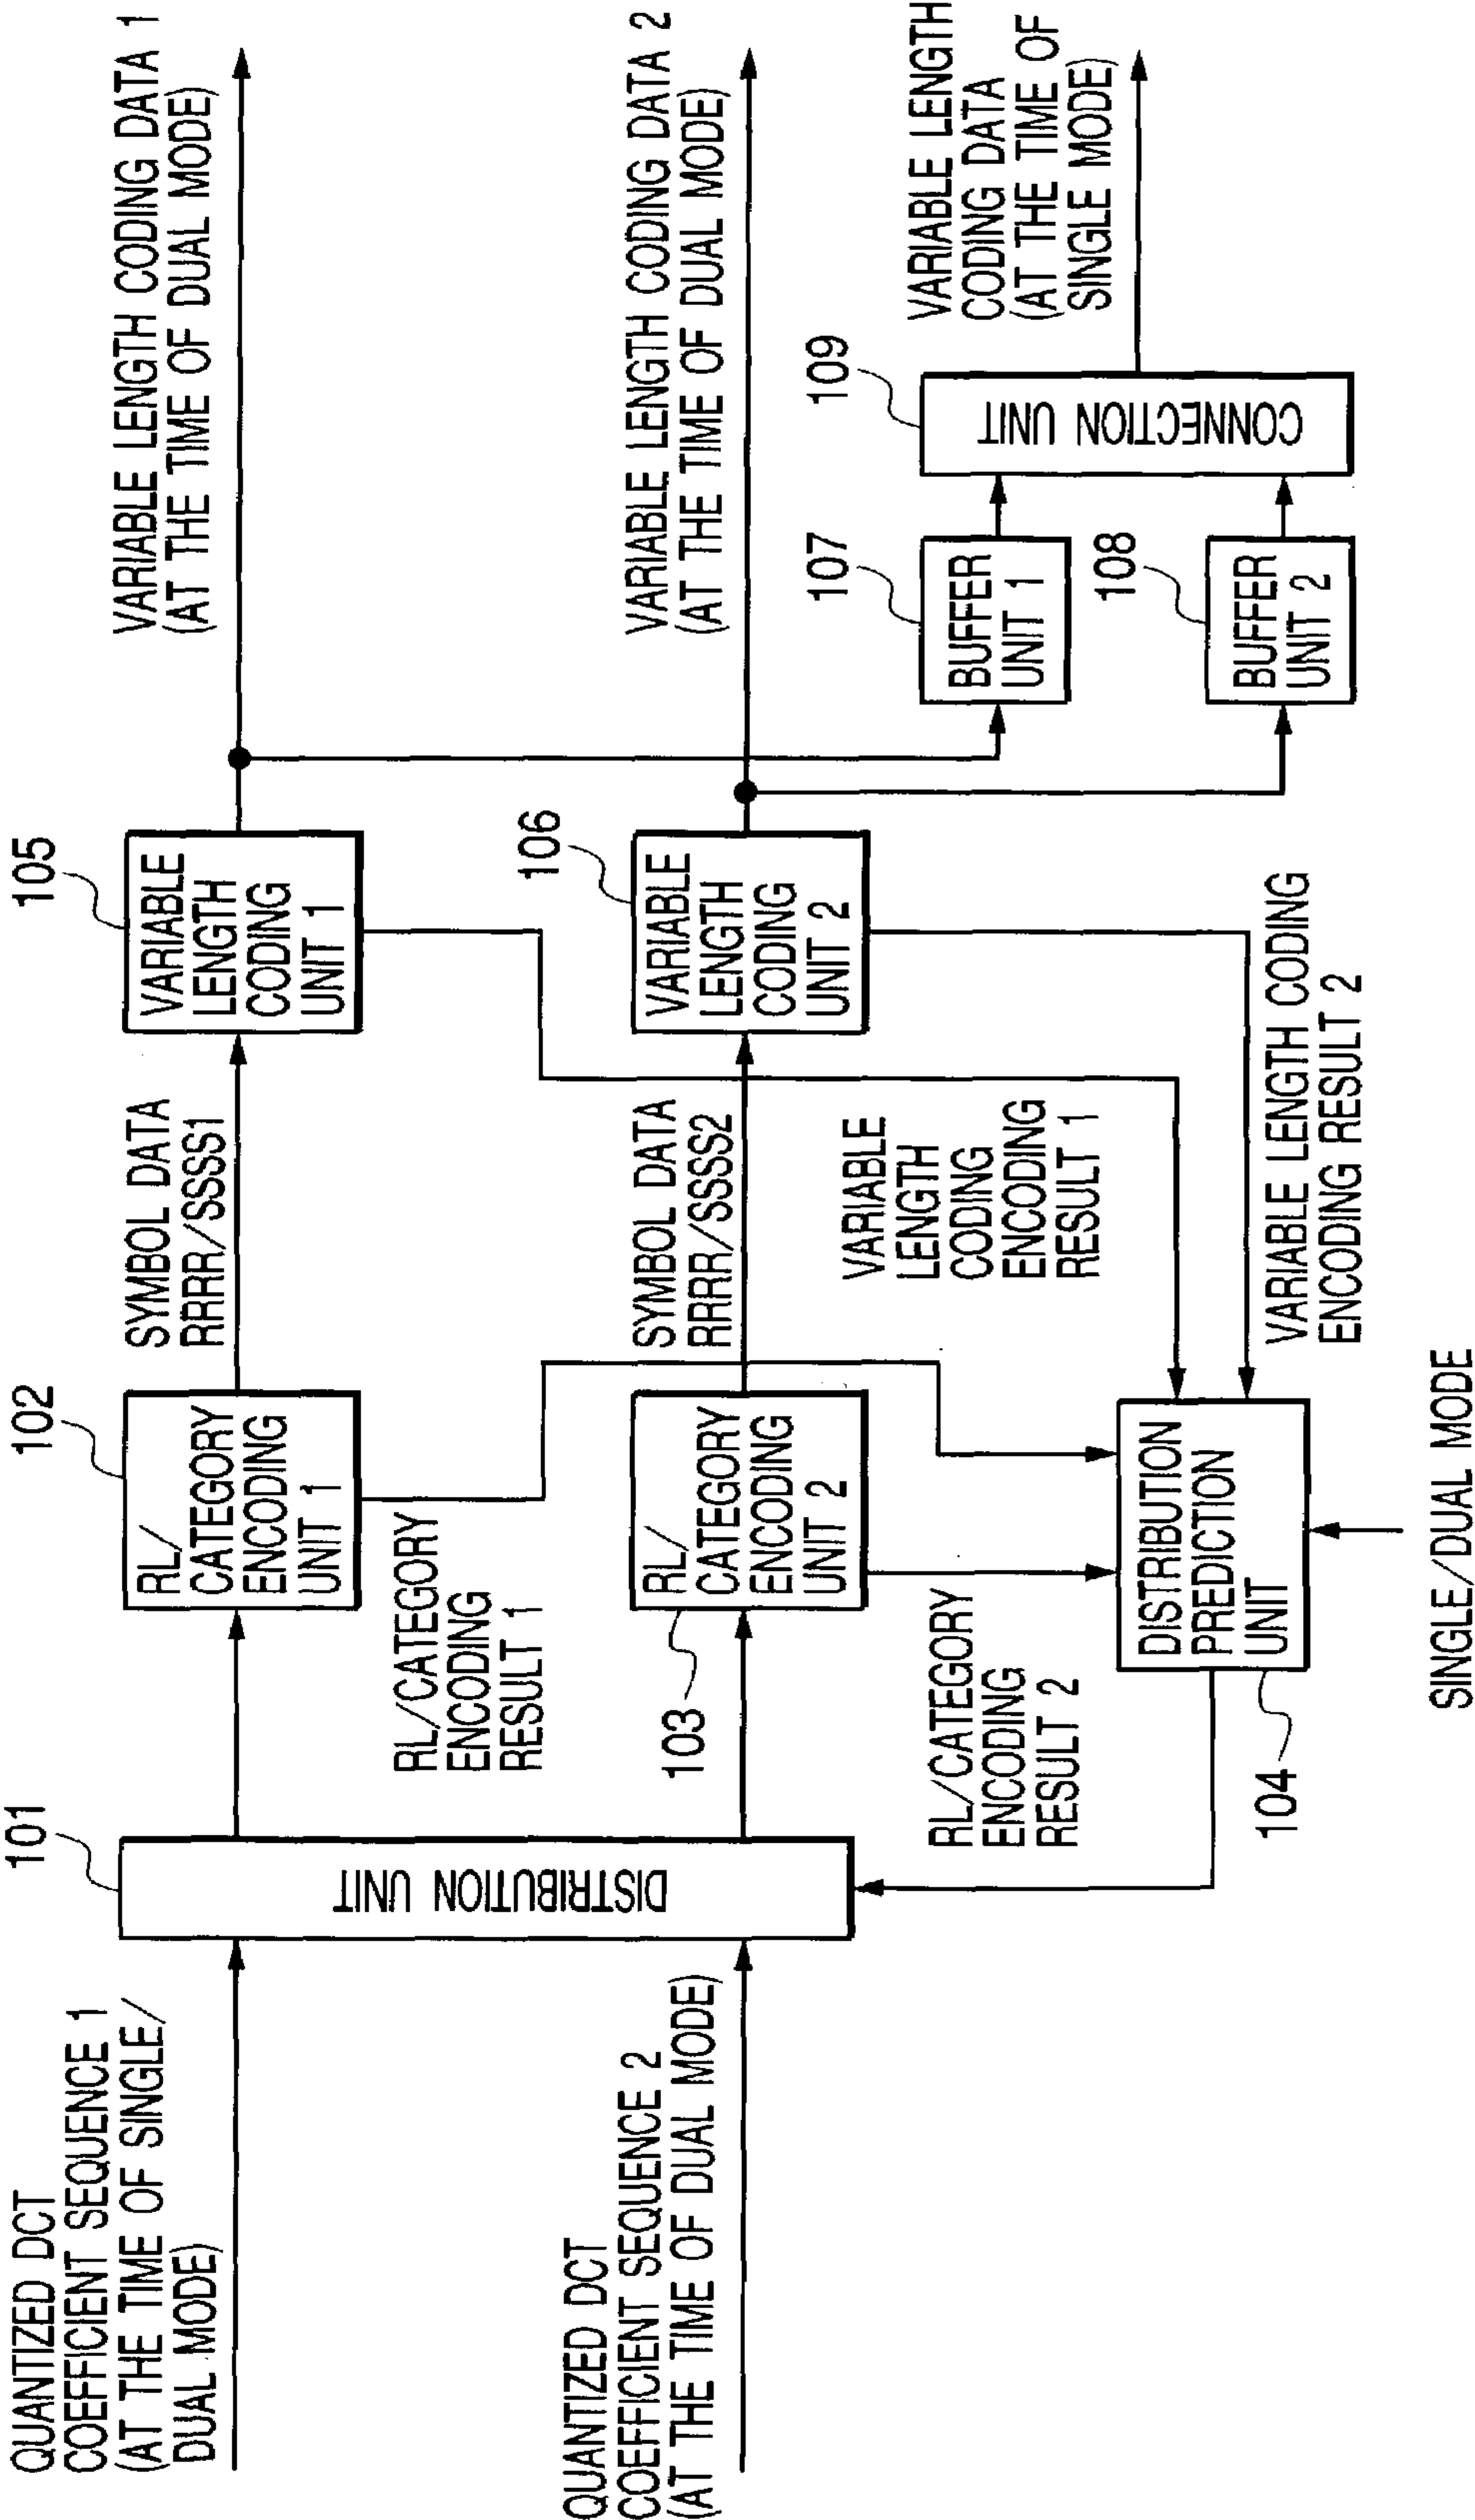 QUANTIZED DCT
COEFFICIENT SEQUENCE 1
(AT THE TIME OF SINGLE/
DUAL MODE)
QUANTIZED DCT
COEFFICIENT SEQUENCE 2
(AT THE TIME OF DUAL MODE)
101
DISTRIBUTION UNIT
102
RL/
CATEGORY
ENCODING
UNIT 1
RL/CATEGORY
ENCODING
RESULT 1
103
RL/
CATEGORY
ENCODING
UNIT 2
RL/CATEGORY
ENCODING
RESULT 2
104
DISTRIBUTION
PREDICTION
UNIT
SINGLE/DUAL MODE
SYMBOL DATA
RRRR/SSSS1
SYMBOL DATA
RRRR/SSSS2
VARIABLE
LENGTH
CODING
ENCODING
RESULT 1
VARIABLE LENGTH CODING
ENCODING RESULT 2
105
VARIABLE
LENGTH
CODING
UNIT 1
106
VARIABLE
LENGTH
CODING
UNIT 2
VARIABLE LENGTH CODING DATA 1
(AT THE TIME OF DUAL MODE)
VARIABLE LENGTH CODING DATA 2
(AT THE TIME OF DUAL MODE)
107
BUFFER
UNIT 1
108
BUFFER
UNIT 2
109
CONNECTION UNIT
VARIABLE LENGTH
CODING DATA
(AT THE TIME OF
SINGLE MODE)